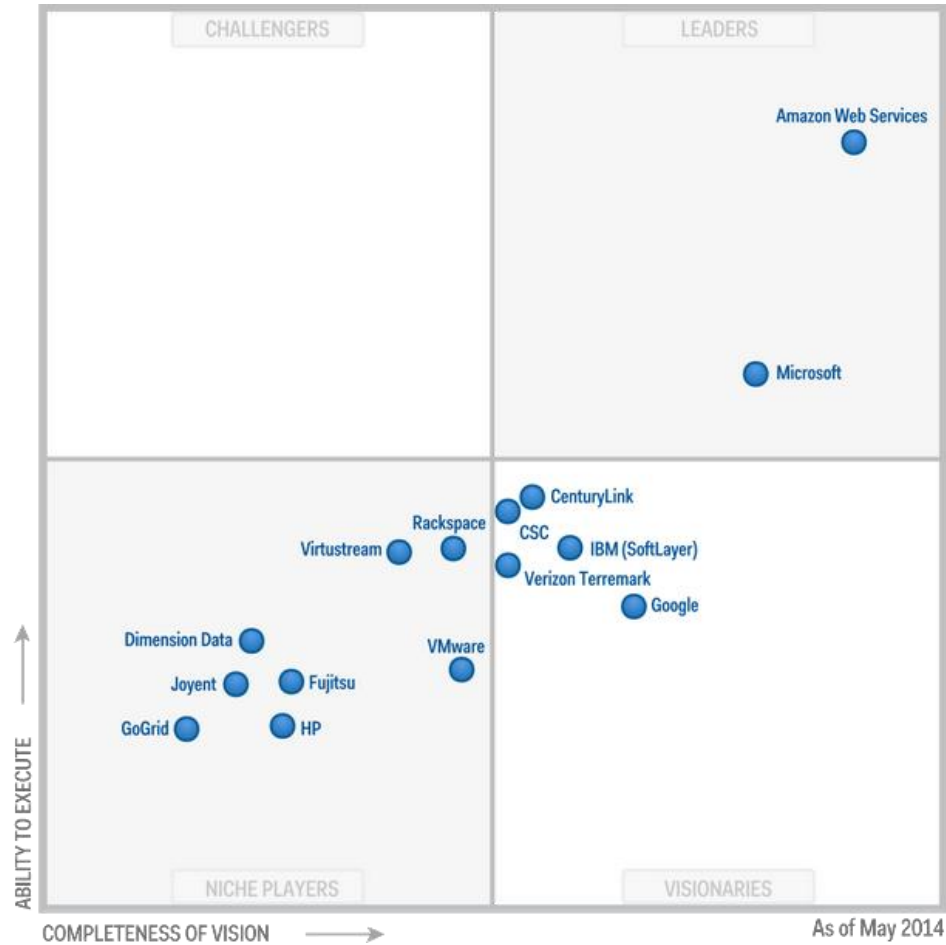 CHALLENGERS
LEADERS
Amazon Web Services
Microsoft
CenturyLink
CSC
Rackspace
Virtustream
IBM (SoftLayer)
Verizon Terremark
Google
Dimension Data
VMware
Joyent
Fujitsu
GoGrid
HP
NICHE PLAYERS
VISIONARIES
ABILITY TO EXECUTE
COMPLETENESS OF VISION
As of May 2014